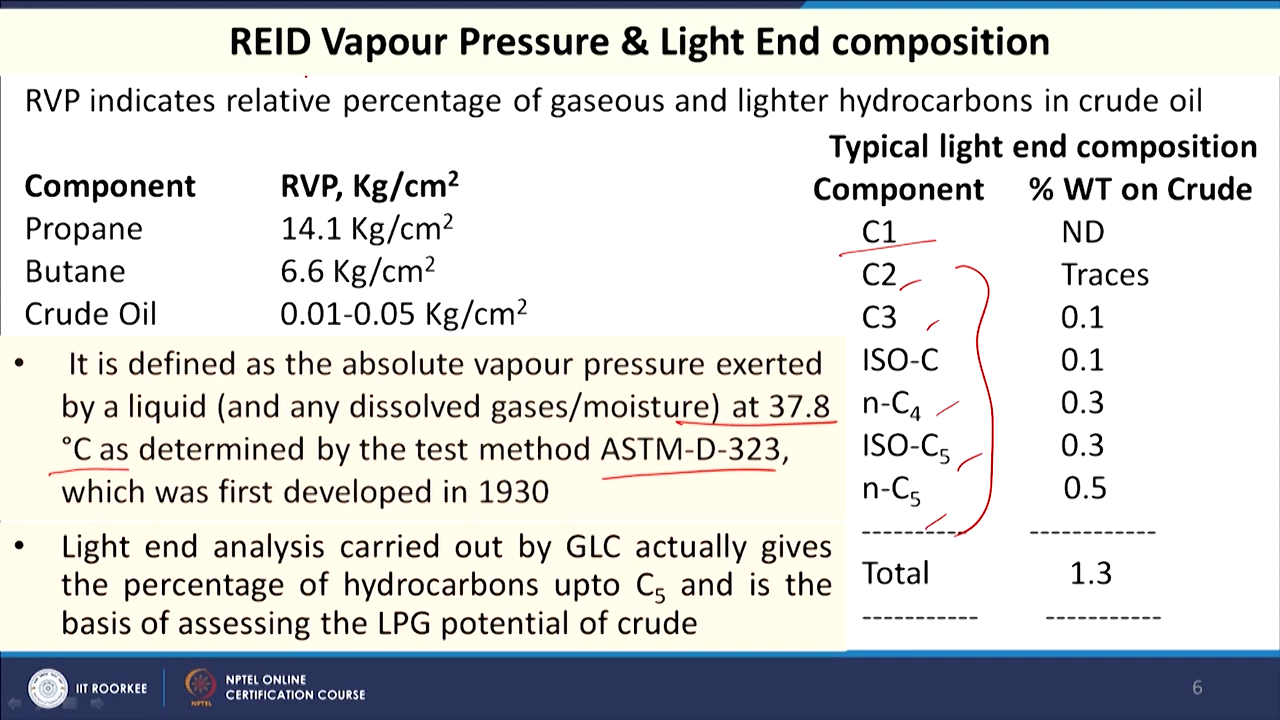 REID Vapour Pressure & Light End composition
RVP indicates relative percentage of gaseous and lighter hydrocarbons in crude oil
Component RVP, Kg/cm²
Propane 14.1 Kg/cm²
Butane 6.6 Kg/cm²
Crude Oil 0.01-0.05 Kg/cm²
• It is defined as the absolute vapour pressure exerted
by a liquid (and any dissolved gases/moisture) at 37.8
°C as determined by the test method ASTM-D-323,
which was first developed in 1930
• Light end analysis carried out by GLC actually gives
the percentage of hydrocarbons upto C₅ and is the
basis of assessing the LPG potential of crude
Typical light end composition
Component % WT on Crude
C1 ND
C2 Traces
C3 0.1
ISO-C 0.1
n-C₄ 0.3
ISO-C₅ 0.3
n-C₅ 0.5
----------- ------------
Total 1.3
----------- -----------
IIT ROORKEE
NPTEL
NPTEL ONLINE
CERTIFICATION COURSE
6